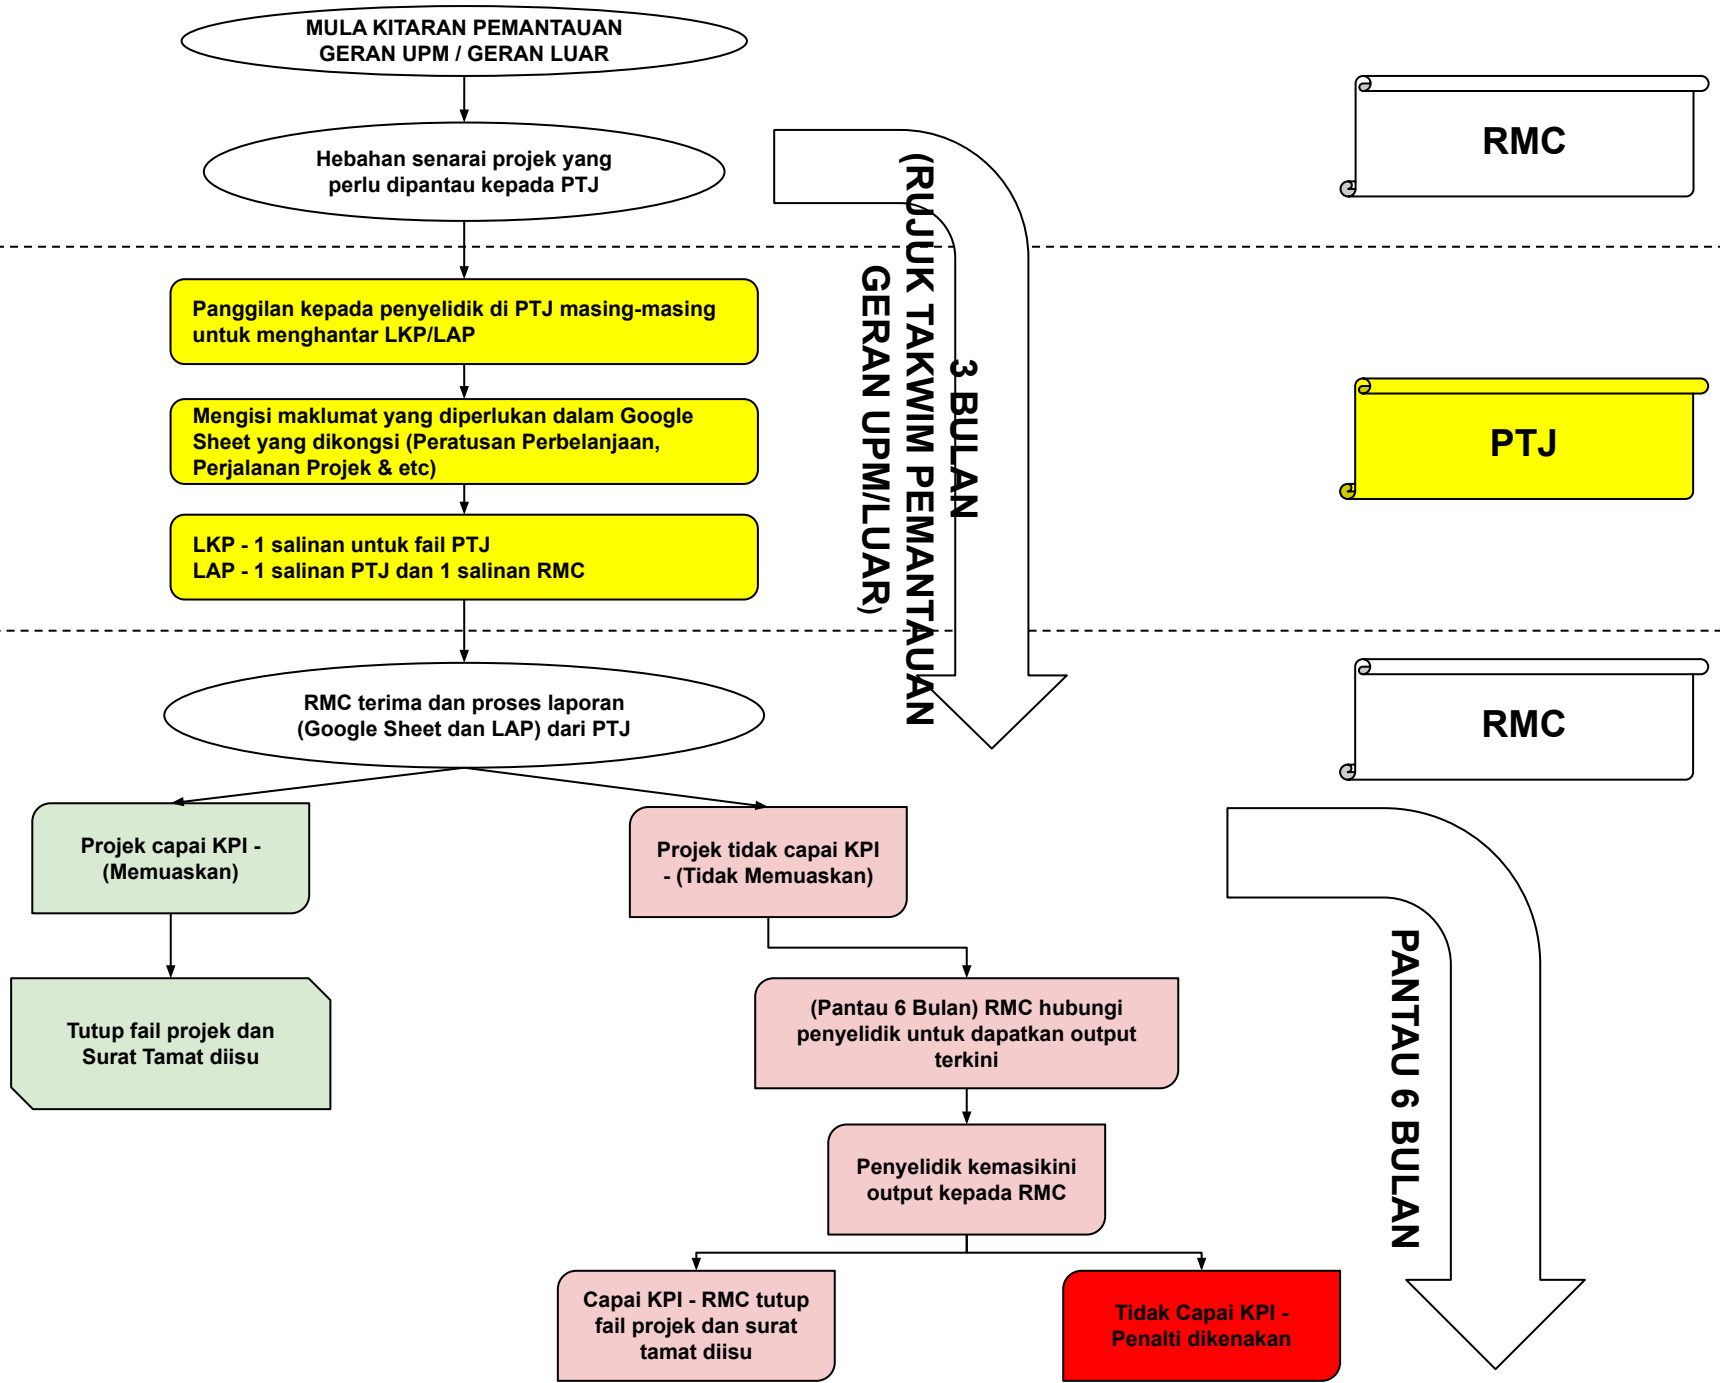 MULA KITARAN PEMANTAUAN
GERAN UPM / GERAN LUAR
Hebahan senarai projek yang
perlu dipantau kepada PTJ
RMC
Panggilan kepada penyelidik di PTJ masing-masing
untuk menghantar LKP/LAP
Mengisi maklumat yang diperlukan dalam Google
Sheet yang dikongsi (Peratusan Perbelanjaan,
Perjalanan Projek & etc)
LKP - 1 salinan untuk fail PTJ
LAP - 1 salinan PTJ dan 1 salinan RMC
3 BULAN
(RUJUK TAKWIM PEMANTAUAN
GERAN UPM/LUAR)
PTJ
RMC terima dan proses laporan
(Google Sheet dan LAP) dari PTJ
RMC
Projek capai KPI -
(Memuaskan)
Tutup fail projek dan
Surat Tamat diisu
Projek tidak capai KPI
- (Tidak Memuaskan)
(Pantau 6 Bulan) RMC hubungi
penyelidik untuk dapatkan output
terkini
Penyelidik kemasikini
output kepada RMC
Capai KPI - RMC tutup
fail projek dan surat
tamat diisu
Tidak Capai KPI -
Penalti dikenakan
PANTAU 6 BULAN